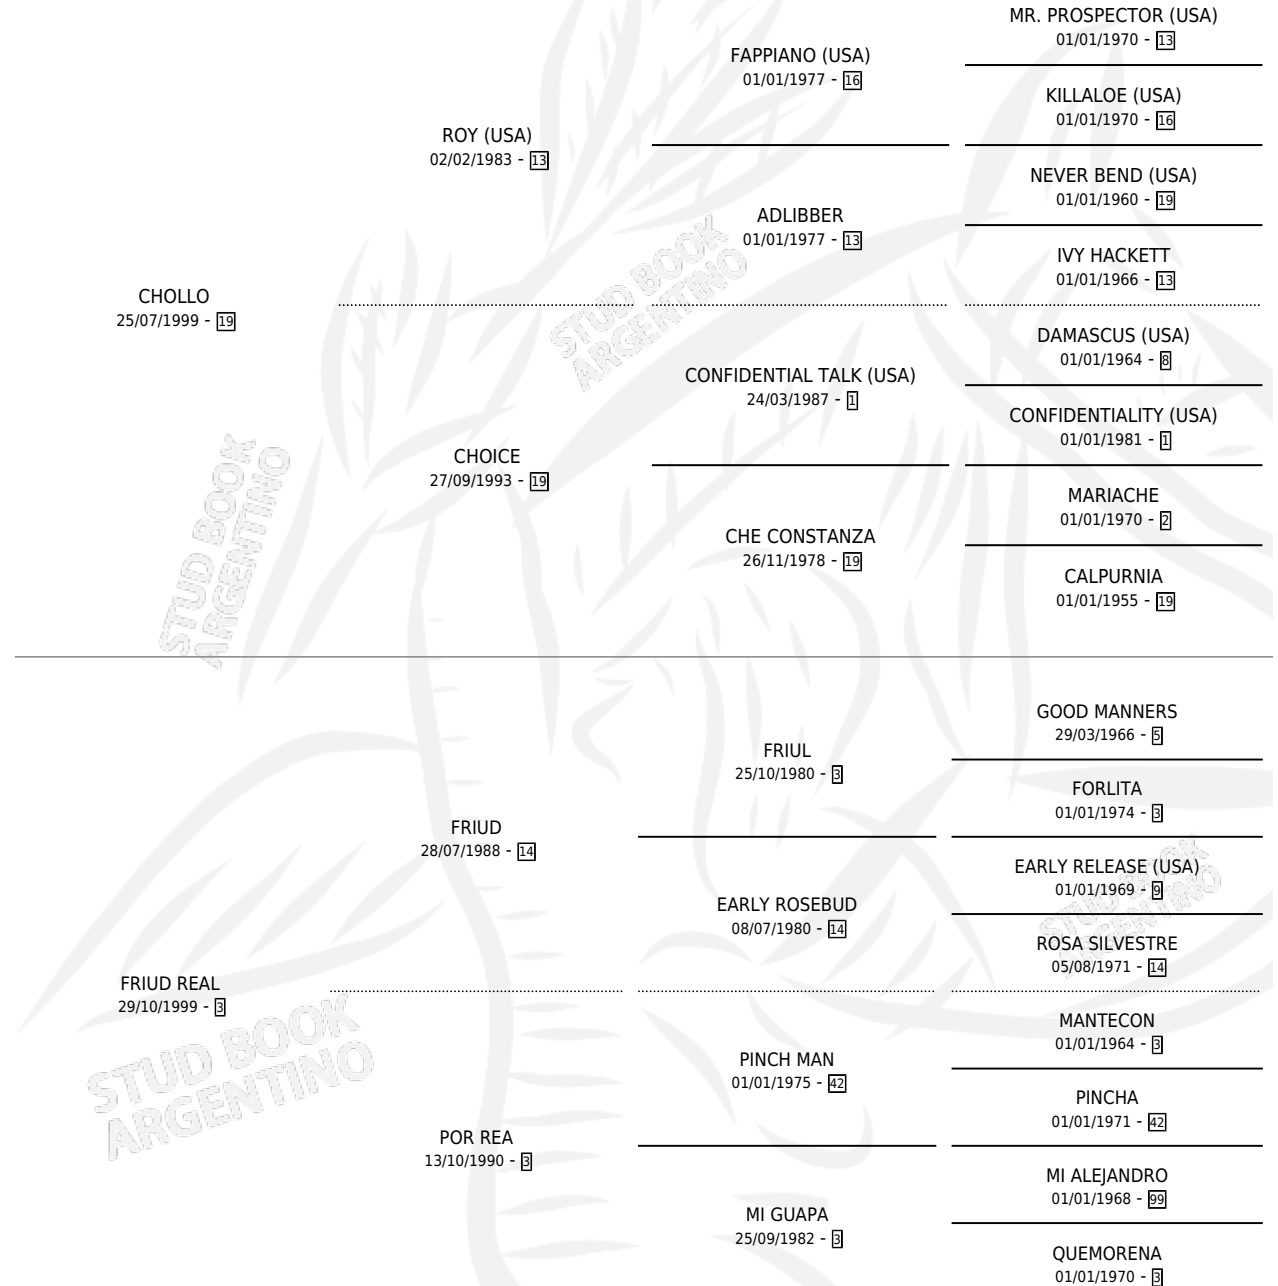 MR. PROSPECTOR (USA)
01/01/1970 - 13
FAPPIANO (USA)
01/01/1977 - 16
KILLALOE (USA)
01/01/1970 - 16
ROY (USA)
02/02/1983 - 13
NEVER BEND (USA)
01/01/1960 - 19
ADLIBBER
01/01/1977 - 13
IVY HACKETT
01/01/1966 - 13
CHOLLO
25/07/1999 - 19
DAMASCUS (USA)
01/01/1964 - 8
CONFIDENTIAL TALK (USA)
24/03/1987 - 1
CONFIDENTIALITY (USA)
01/01/1981 - 1
CHOICE
27/09/1993 - 19
MARIACHE
01/01/1970 - 2
CHE CONSTANZA
26/11/1978 - 19
CALPURNIA
01/01/1955 - 19
GOOD MANNERS
29/03/1966 - 5
FRIUL
25/10/1980 - 3
FORLITA
01/01/1974 - 3
FRIUD
28/07/1988 - 14
EARLY RELEASE (USA)
01/01/1969 - 9
EARLY ROSEBUD
08/07/1980 - 14
ROSA SILVESTRE
05/08/1971 - 14
FRIUD REAL
29/10/1999 - 3
MANTECON
01/01/1964 - 3
PINCH MAN
01/01/1975 - 42
PINCHA
01/01/1971 - 42
POR REA
13/10/1990 - 3
MI ALEJANDRO
01/01/1968 - 99
MI GUAPA
25/09/1982 - 3
QUEMORENA
01/01/1970 - 3
STUD BOOK
ARGENTINO
STUD BOOK
ARGENTINO
STUD BOOK
ARGENTINO
STUD BOOK
ARGENTINO